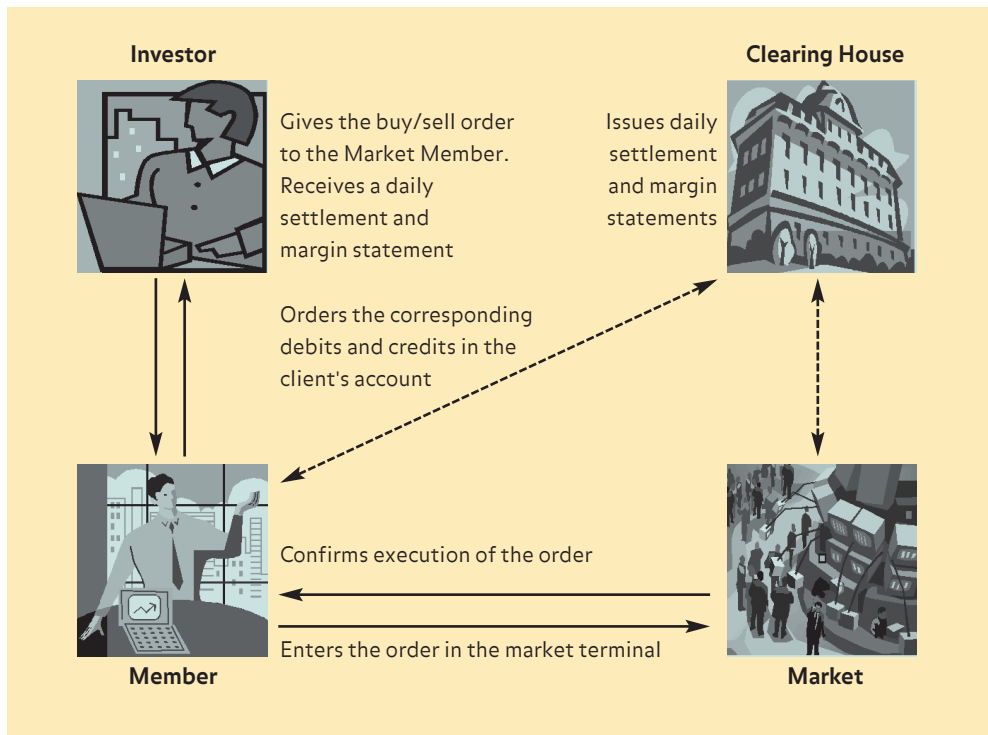 Investor
Clearing House
Gives the buy/sell order
to the Market Member.
Receives a daily
settlement and
margin statement
Issues daily
settlement
and margin
statements
Orders the corresponding
debits and credits in the
client's account
Confirms execution of the order
Enters the order in the market terminal
Member
Market